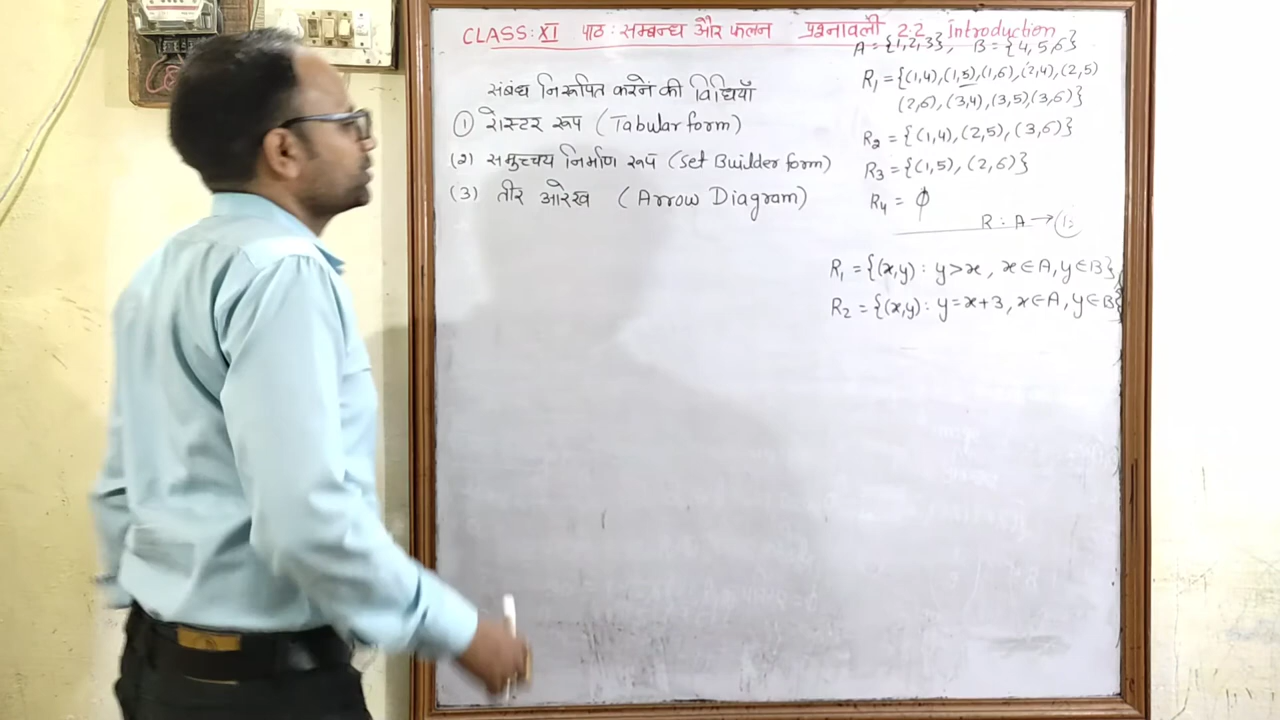 CLASS: XI पाठ: सम्बन्ध और फलन प्रश्नावली 2.2 Introduction
A = {1,2,3}, B = {4,5,6}
R₁ = {(1,4),(1,5),(1,6),(2,4),(2,5)
(2,6),(3,4),(3,5)(3,6)}
R₂ = {(1,4),(2,5),(3,6)}
R₃ = {(1,5),(2,6)}
R₄ = ϕ
R : A →
संबंध निरूपित करनें की विधियाँ
① रोस्टर रूप (Tabular form)
(2) समुच्चय निर्माण रूप (Set Builder form)
(3) तीर आरेख (Arrow Diagram)
R₁ = {(x,y): y>x, x∈A, y∈B}
R₂ = {(x,y): y=x+3, x∈A, y∈B}